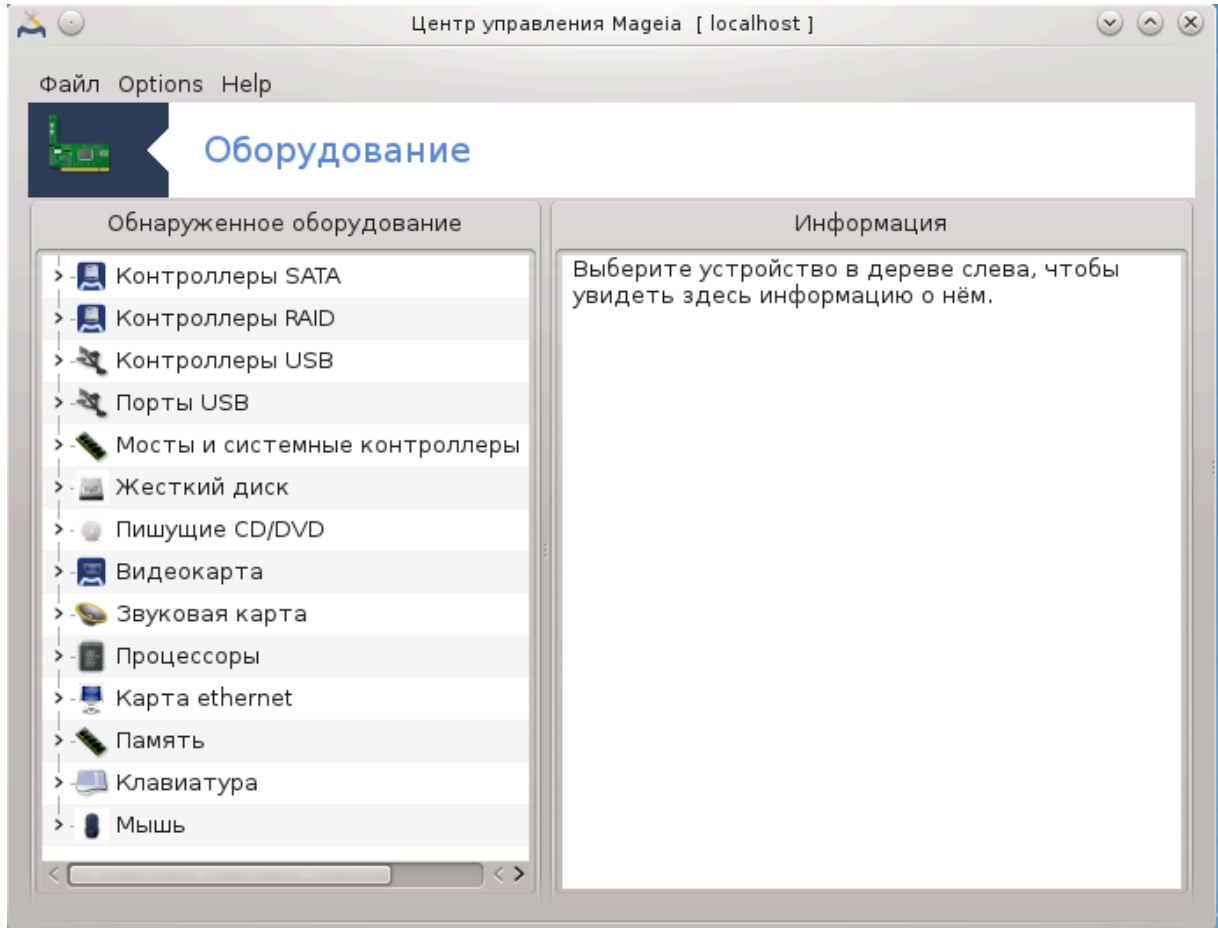 Центр управления Mageia [ localhost ]
Файл Options Help
Оборудование
Обнаруженное оборудование
Контроллеры SATA
Контроллеры RAID
Контроллеры USB
Порты USB
Мосты и системные контроллеры
Жесткий диск
Пишущие CD/DVD
Видеокарта
Звуковая карта
Процессоры
Карта ethernet
Память
Клавиатура
Мышь
Информация
Выберите устройство в дереве слева, чтобы
увидеть здесь информацию о нём.